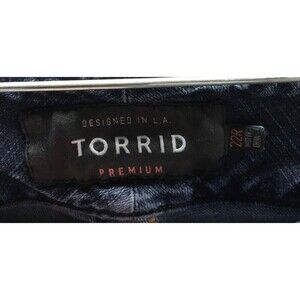 DESIGNED IN L.A.
TORRID
PREMIUM
22R